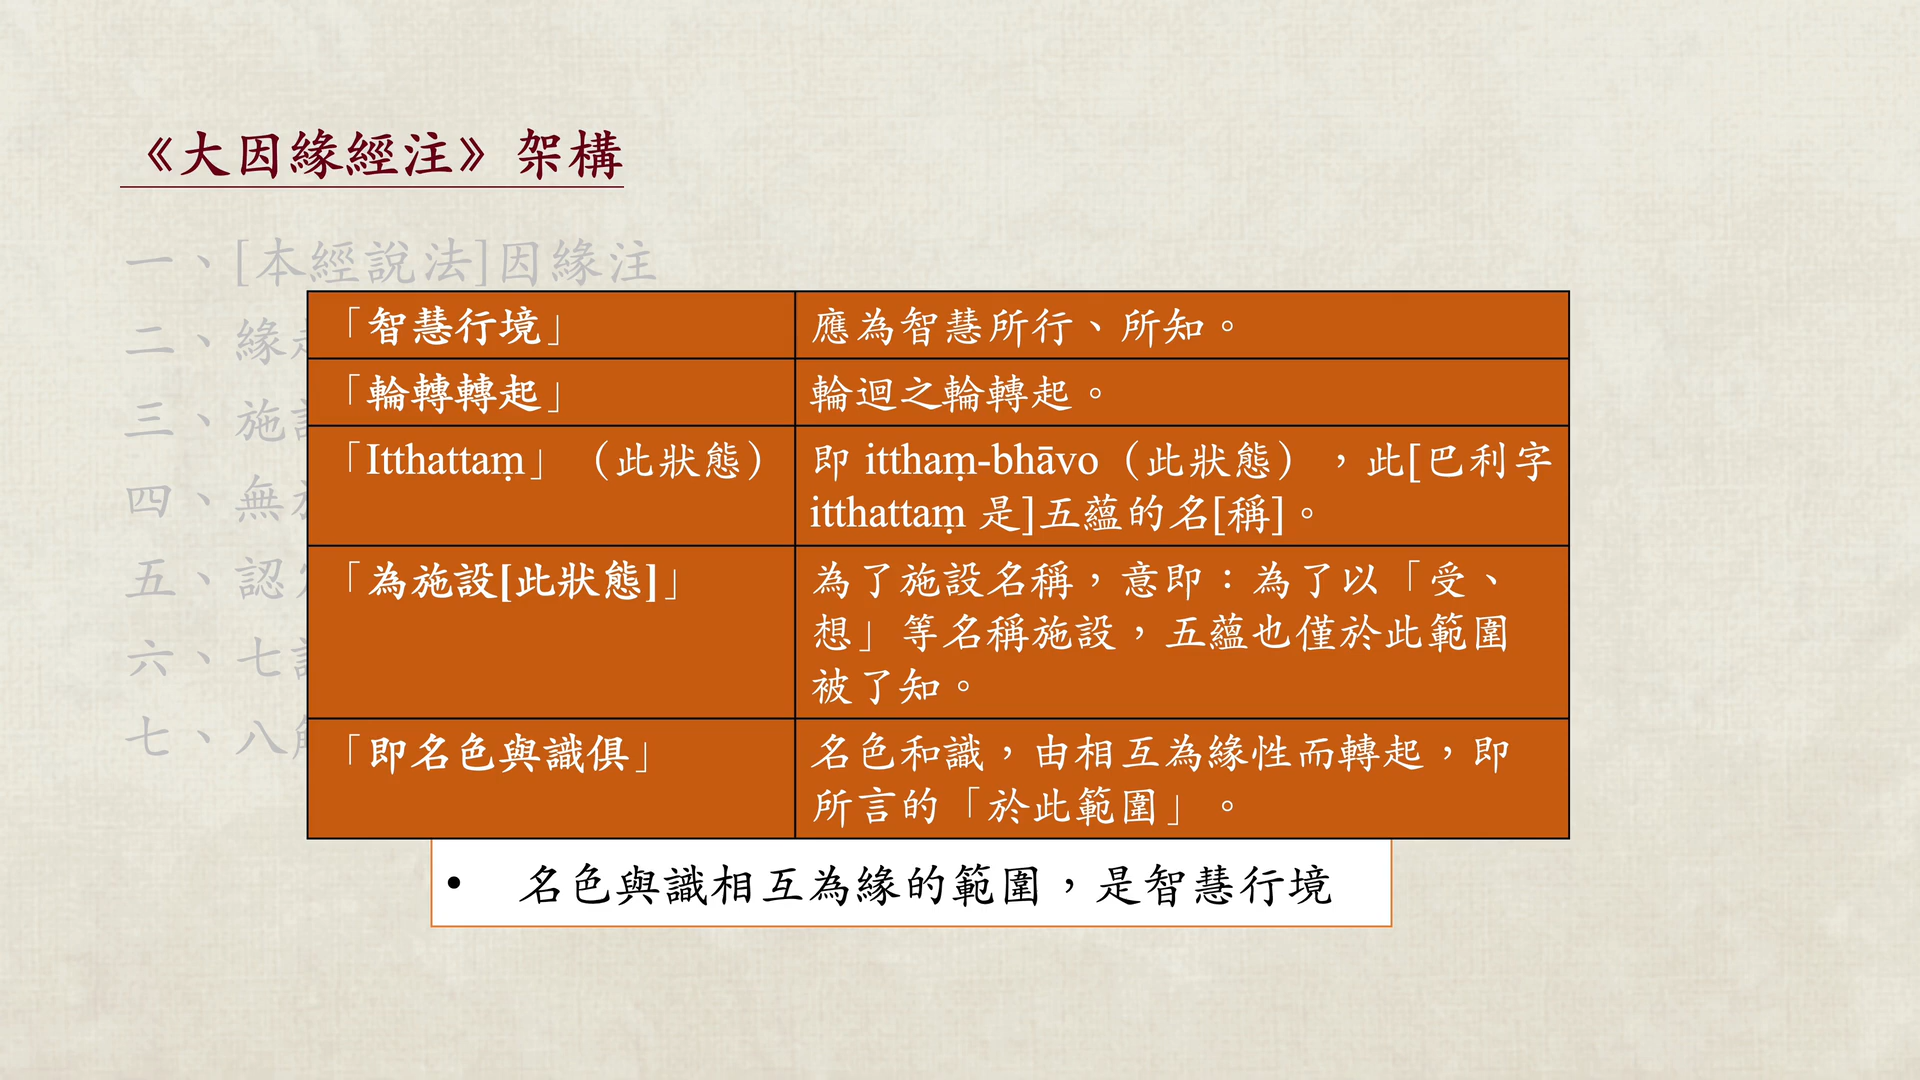 《大因緣經注》架構
一、[本經說法]因緣注
二、緣
三、施
四、無
五、認
六、七
七、八
「智慧行境」
應為智慧所行、所知。
「輪轉轉起」
輪迴之輪轉起。
「Itthattaṃ」（此狀態）
即 itthaṃ-bhāvo（此狀態），此[巴利字
itthattaṃ 是]五蘊的名[稱]。
「為施設[此狀態]」
為了施設名稱，意即：為了以「受、
想」等名稱施設，五蘊也僅於此範圍
被了知。
「即名色與識俱」
名色和識，由相互為緣性而轉起，即
所言的「於此範圍」。
• 名色與識相互為緣的範圍，是智慧行境